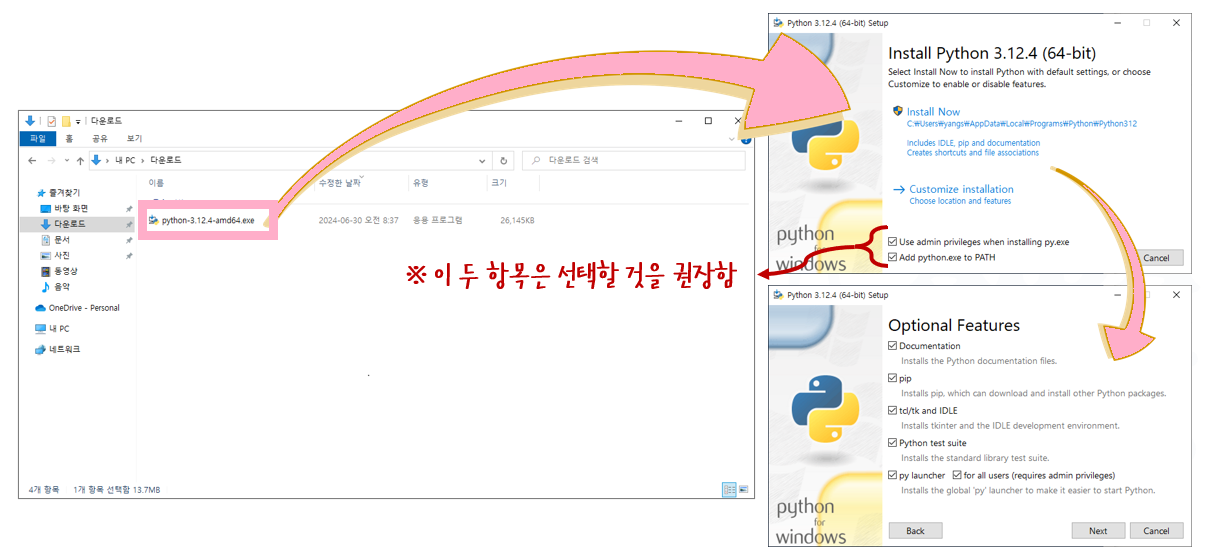 다운로드
파일 홈 공유 보기
내 PC > 다운로드
다운로드 검색
이름 수정한 날짜 유형 크기
즐겨찾기
바탕 화면
다운로드
문서
사진
동영상
음악
OneDrive - Personal
내 PC
네트워크
python-3.12.4-amd64.exe 2024-06-30 오전 8:37 응용 프로그램 26,145KB
4개 항목 1개 항목 선택함 13.7MB
※ 이 두 항목은 선택할 것을 권장함
Python 3.12.4 (64-bit) Setup
Install Python 3.12.4 (64-bit)
Select Install Now to install Python with default settings, or choose
Customize to enable or disable features.
Install Now
C:₩Users₩yangs₩AppData₩Local₩Programs₩Python₩Python312
Includes IDLE, pip and documentation
Creates shortcuts and file associations
Customize installation
Choose location and features
Use admin privileges when installing py.exe
Add python.exe to PATH
Cancel
python
for
windows
Python 3.12.4 (64-bit) Setup
Optional Features
Documentation
Installs the Python documentation files.
pip
Installs pip, which can download and install other Python packages.
tcl/tk and IDLE
Installs tkinter and the IDLE development environment.
Python test suite
Installs the standard library test suite.
py launcher for all users (requires admin privileges)
Installs the global 'py' launcher to make it easier to start Python.
python
for
windows
Back Next Cancel